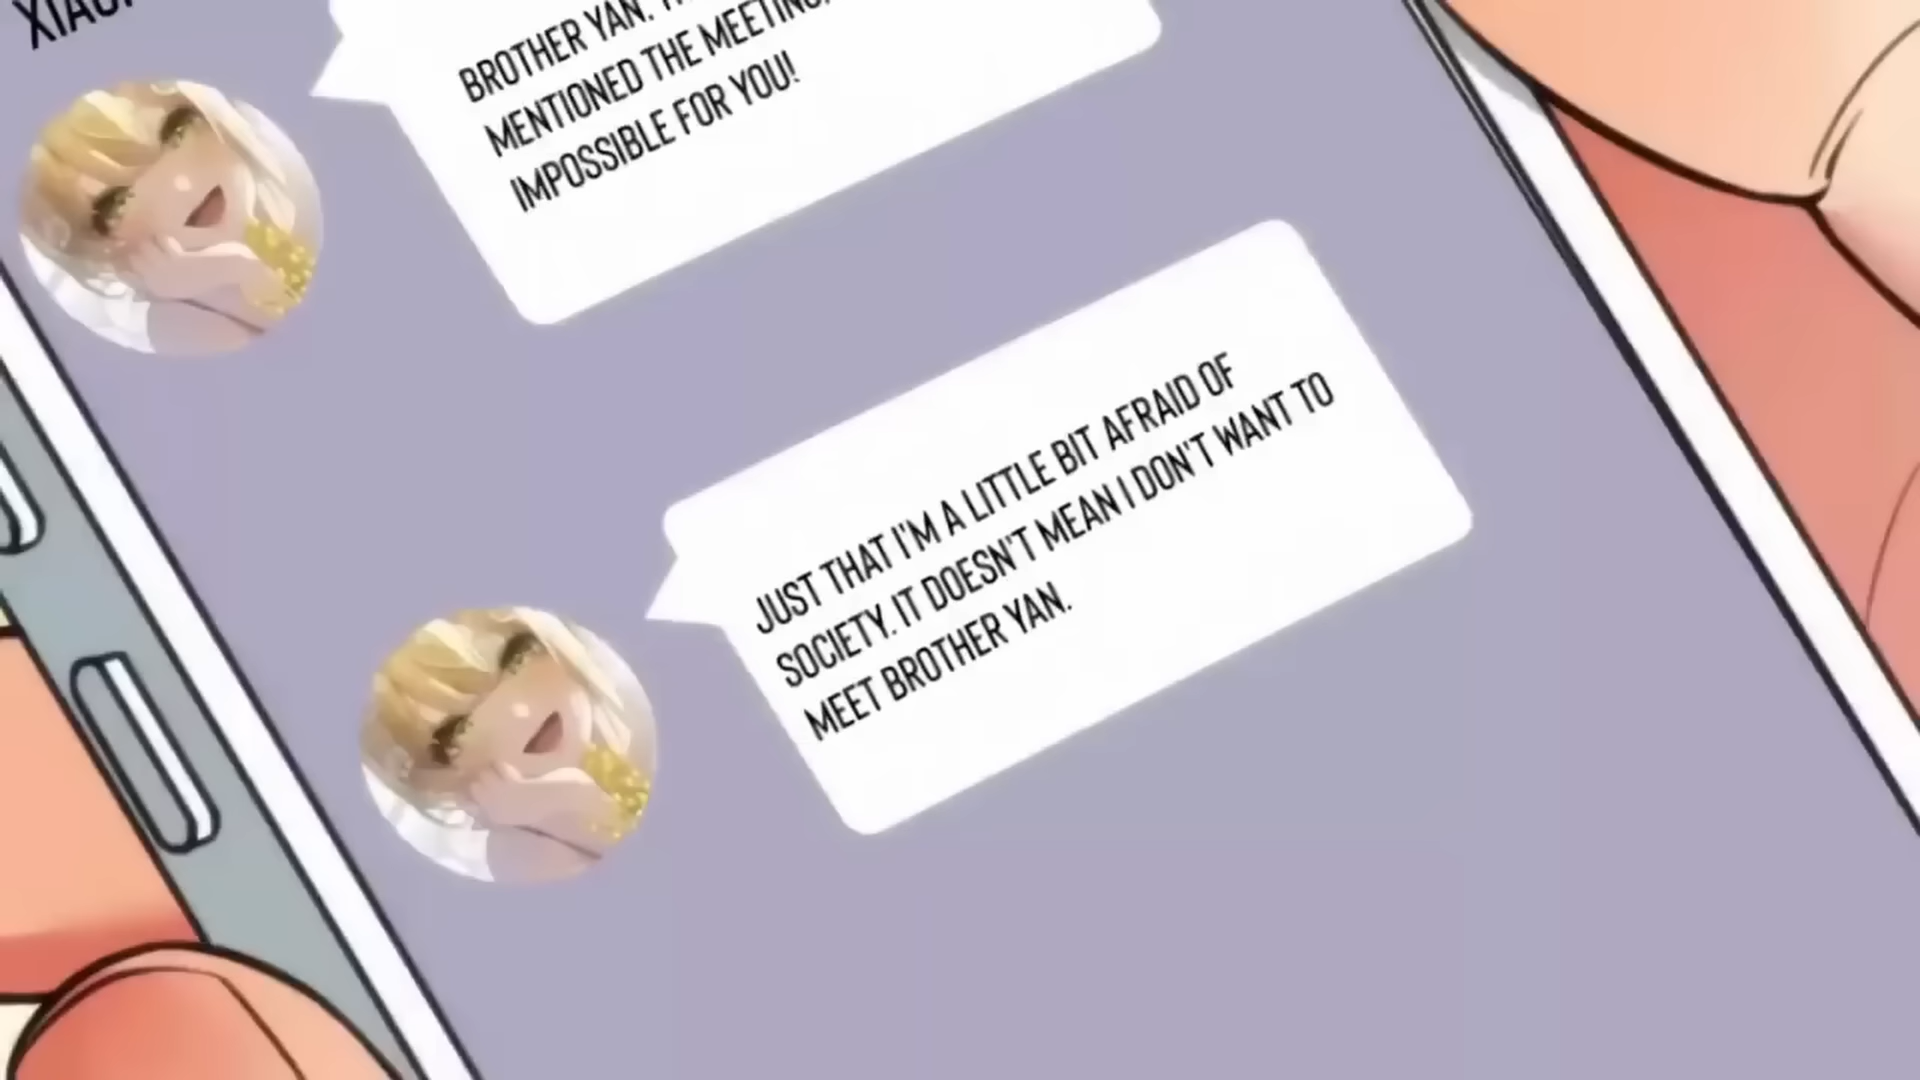 BROTHER YAN.
MENTIONED THE MEETING,
IMPOSSIBLE FOR YOU!
JUST THAT I'M A LITTLE BIT AFRAID OF
SOCIETY. IT DOESN'T MEAN I DON'T WANT TO
MEET BROTHER YAN.